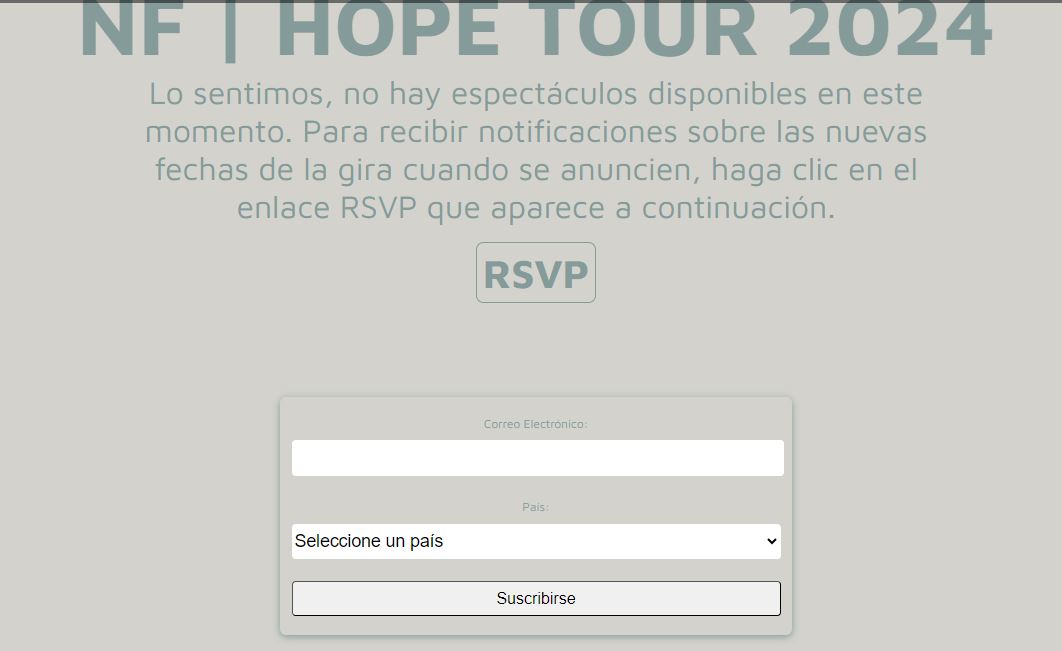 NF | HOPE TOUR 2024
Lo sentimos, no hay espectáculos disponibles en este
momento. Para recibir notificaciones sobre las nuevas
fechas de la gira cuando se anuncien, haga clic en el
enlace RSVP que aparece a continuación.
RSVP
Correo Electrónico:
País:
Seleccione un país
Suscribirse